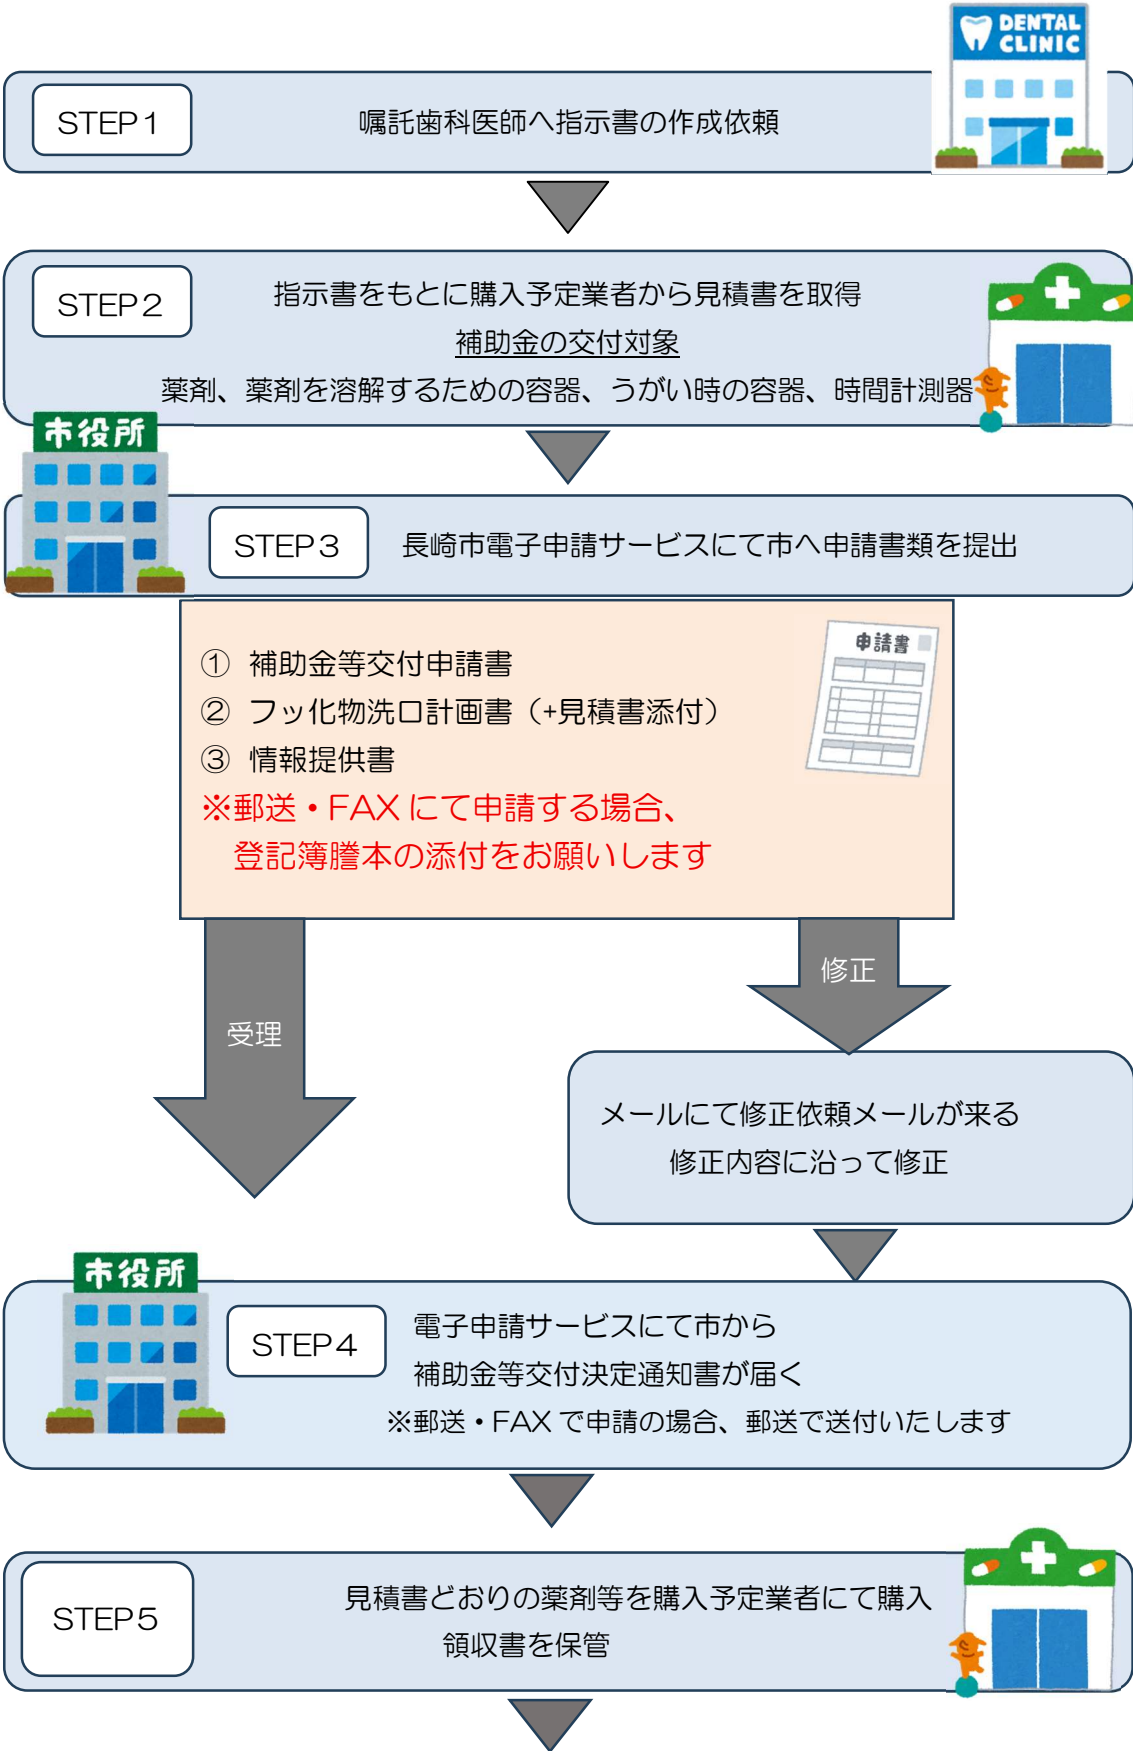 DENTAL
CLINIC
STEP1
嘱託歯科医師へ指示書の作成依頼
STEP2
指示書をもとに購入予定業者から見積書を取得
補助金の交付対象
薬剤、薬剤を溶解するための容器、うがい時の容器、時間計測器
市役所
STEP3
長崎市電子申請サービスにて市へ申請書類を提出
① 補助金等交付申請書
② フッ化物洗口計画書（+見積書添付）
③ 情報提供書
※郵送・FAXにて申請する場合、
登記簿謄本の添付をお願いします
申請書
修正
受理
メールにて修正依頼メールが来る
修正内容に沿って修正
市役所
STEP4
電子申請サービスにて市から
補助金等交付決定通知書が届く
※郵送・FAXで申請の場合、郵送で送付いたします
STEP5
見積書どおりの薬剤等を購入予定業者にて購入
領収書を保管